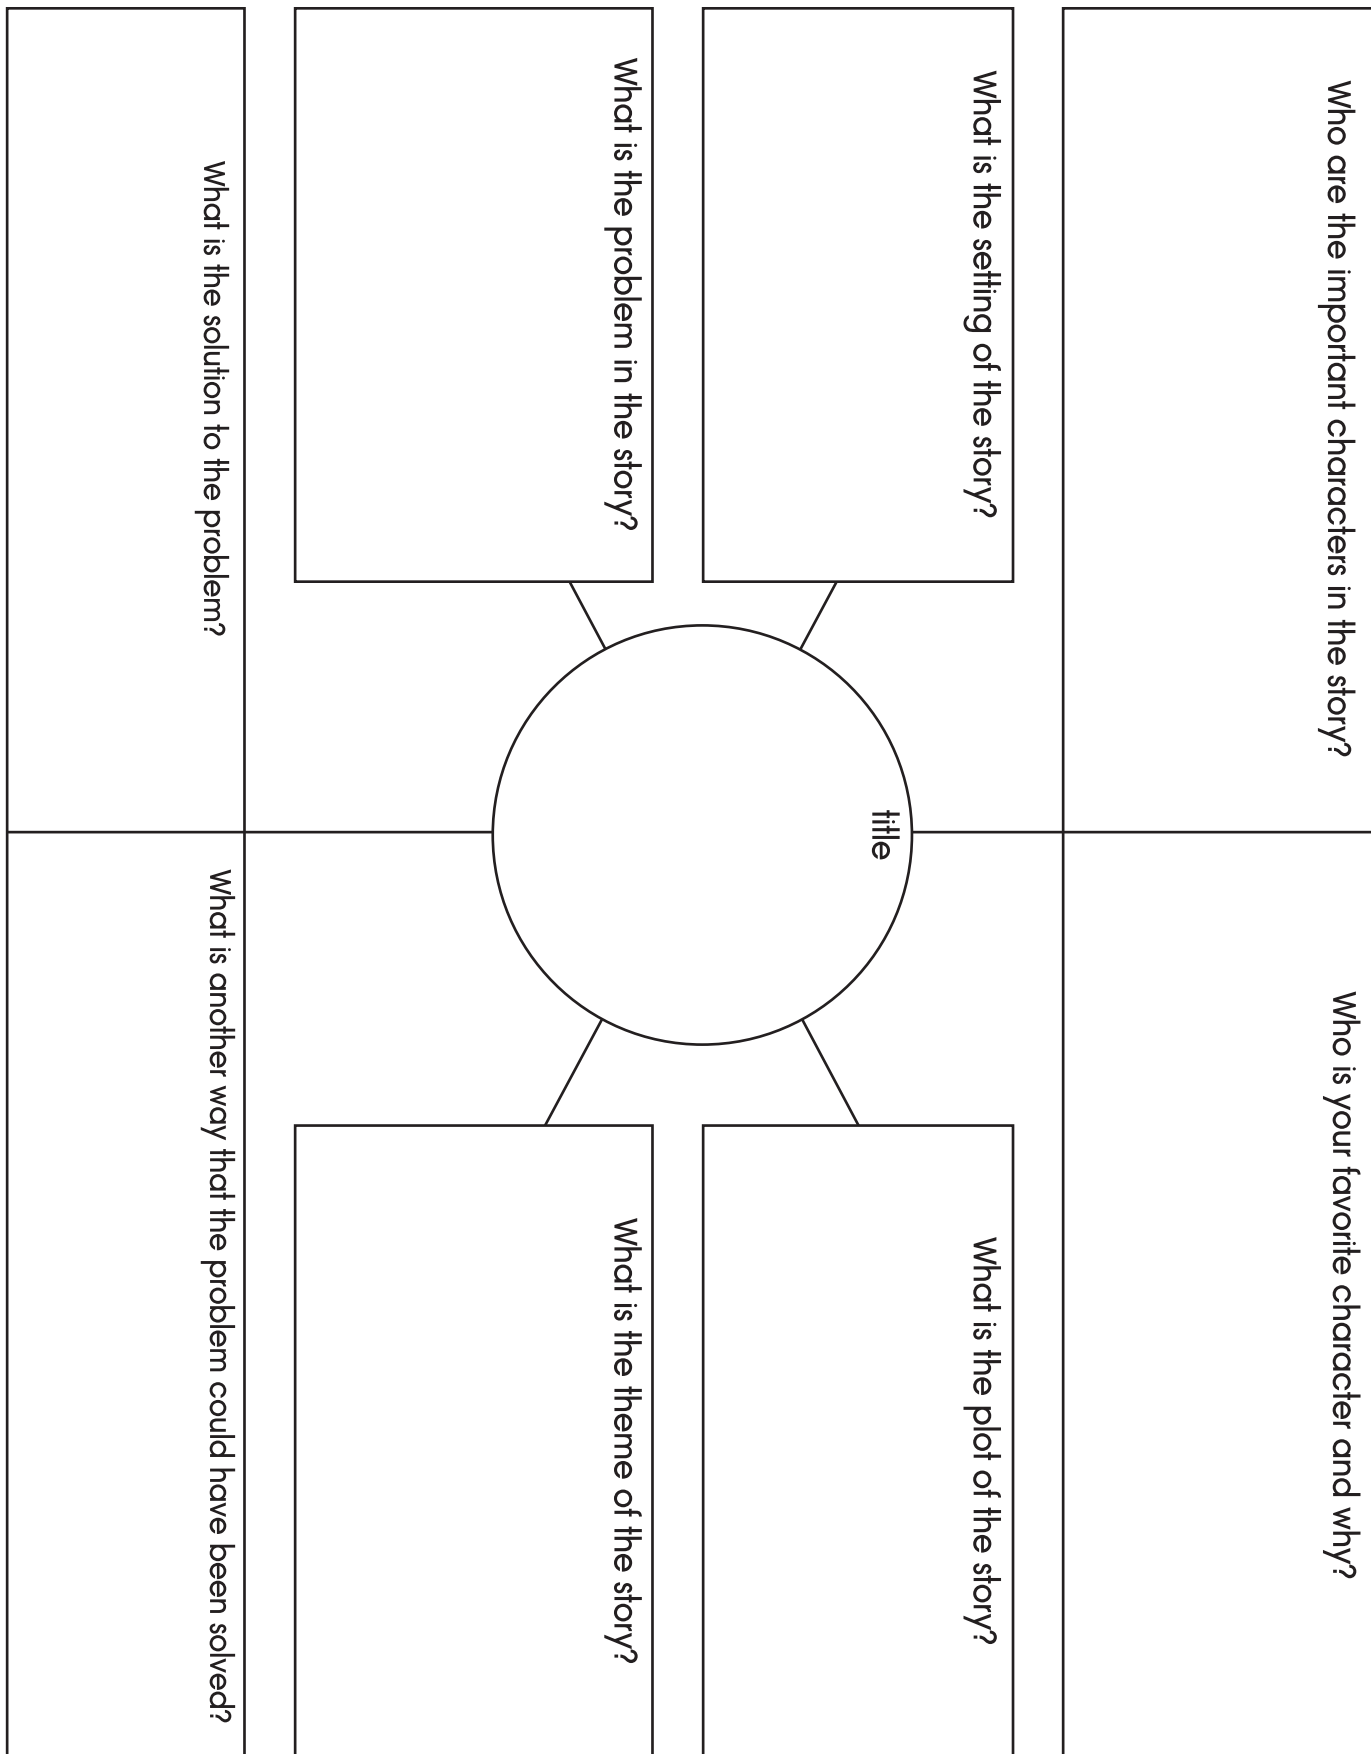 Who are the important characters in the story?
Who is your favorite character and why?
What is the setting of the story?
What is the plot of the story?
title
What is the problem in the story?
What is the theme of the story?
What is the solution to the problem?
What is another way that the problem could have been solved?